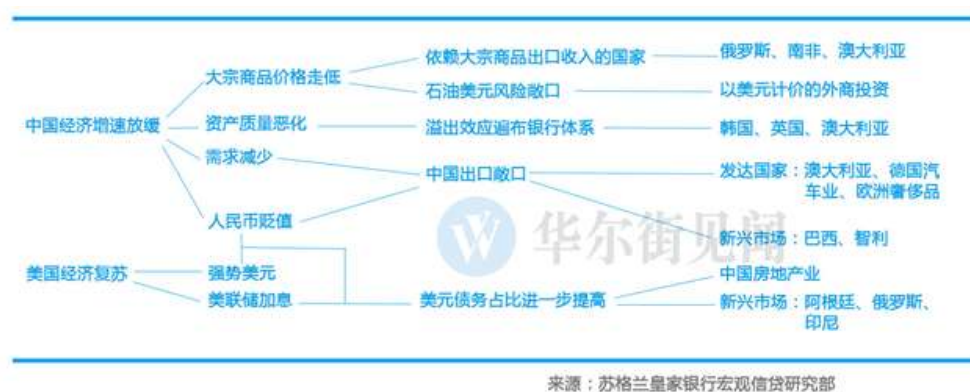 依赖大宗商品出口收入的国家
俄罗斯、南非、澳大利亚
大宗商品价格走低
石油美元风险敞口
以美元计价的外商投资
中国经济增速放缓
资产质量恶化
溢出效应遍布银行体系
韩国、英国、澳大利亚
需求减少
中国出口敞口
发达国家：澳大利亚、德国汽
车业、欧洲奢侈品
人民币贬值
华尔街见闻
新兴市场：巴西、智利
美国经济复苏
强势美元
中国房地产业
美联储加息
美元债务占比进一步提高
新兴市场：阿根廷、俄罗斯、
印尼
来源：苏格兰皇家银行宏观信贷研究部